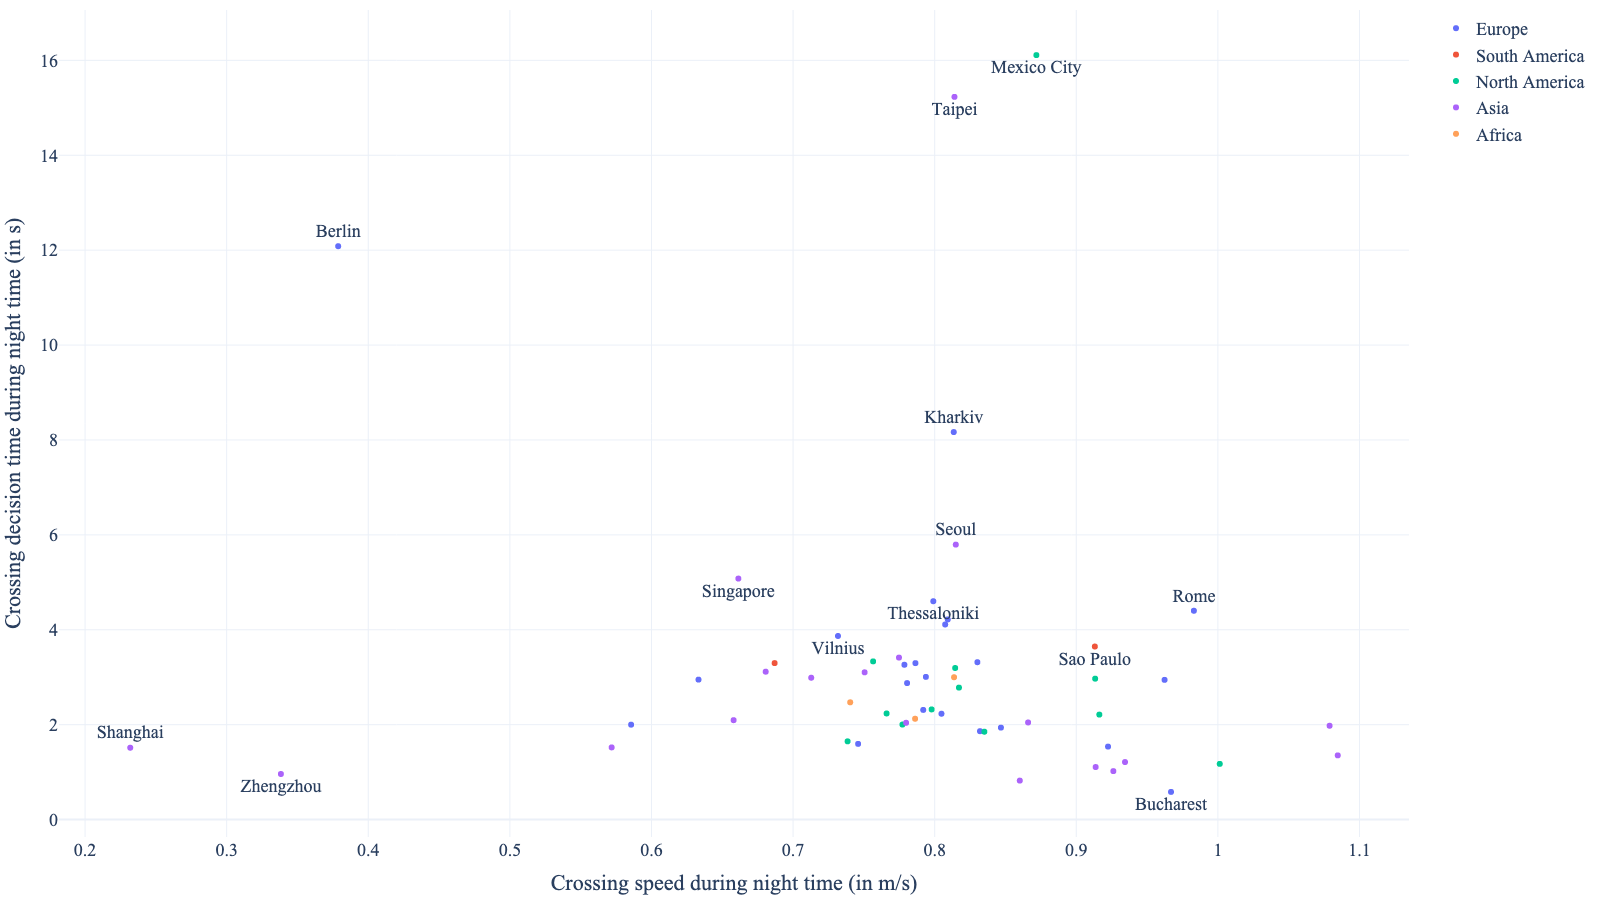 Europe
South America
North America
Asia
Africa
Crossing decision time during night time (in s)
16
14
12
10
8
6
4
2
0
Mexico City
Taipei
Berlin
Kharkiv
Seoul
Singapore
Rome
Thessaloniki
Vilnius
Sao Paulo
Shanghai
Zhengzhou
Bucharest
0.2
0.3
0.4
0.5
0.6
0.7
0.8
0.9
1
1.1
Crossing speed during night time (in m/s)